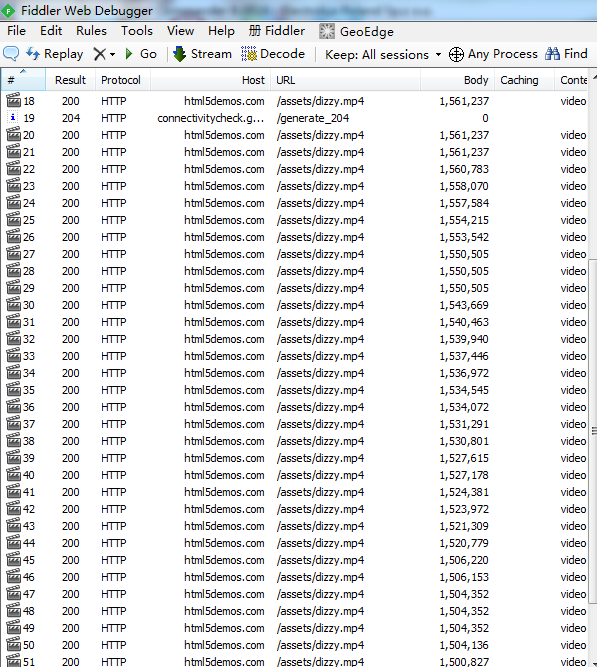 Fiddler Web Debugger
File Edit Rules Tools View Help Fiddler GeoEdge
Replay Go Stream Decode Keep: All sessions Any Process Find
# Result Protocol Host URL Body Caching Conte
18 200 HTTP html5demos.com /assets/dizzy.mp4 1,561,237 video
19 204 HTTP connectivitycheck.g... /generate_204 0
20 200 HTTP html5demos.com /assets/dizzy.mp4 1,561,237 video
21 200 HTTP html5demos.com /assets/dizzy.mp4 1,561,237 video
22 200 HTTP html5demos.com /assets/dizzy.mp4 1,560,783 video
23 200 HTTP html5demos.com /assets/dizzy.mp4 1,558,070 video
24 200 HTTP html5demos.com /assets/dizzy.mp4 1,557,584 video
25 200 HTTP html5demos.com /assets/dizzy.mp4 1,554,215 video
26 200 HTTP html5demos.com /assets/dizzy.mp4 1,553,542 video
27 200 HTTP html5demos.com /assets/dizzy.mp4 1,550,505 video
28 200 HTTP html5demos.com /assets/dizzy.mp4 1,550,505 video
29 200 HTTP html5demos.com /assets/dizzy.mp4 1,550,505 video
30 200 HTTP html5demos.com /assets/dizzy.mp4 1,543,669 video
31 200 HTTP html5demos.com /assets/dizzy.mp4 1,540,463 video
32 200 HTTP html5demos.com /assets/dizzy.mp4 1,539,940 video
33 200 HTTP html5demos.com /assets/dizzy.mp4 1,537,446 video
34 200 HTTP html5demos.com /assets/dizzy.mp4 1,536,972 video
35 200 HTTP html5demos.com /assets/dizzy.mp4 1,534,545 video
36 200 HTTP html5demos.com /assets/dizzy.mp4 1,534,072 video
37 200 HTTP html5demos.com /assets/dizzy.mp4 1,531,291 video
38 200 HTTP html5demos.com /assets/dizzy.mp4 1,530,801 video
39 200 HTTP html5demos.com /assets/dizzy.mp4 1,527,615 video
40 200 HTTP html5demos.com /assets/dizzy.mp4 1,527,178 video
41 200 HTTP html5demos.com /assets/dizzy.mp4 1,524,381 video
42 200 HTTP html5demos.com /assets/dizzy.mp4 1,523,972 video
43 200 HTTP html5demos.com /assets/dizzy.mp4 1,521,309 video
44 200 HTTP html5demos.com /assets/dizzy.mp4 1,520,779 video
45 200 HTTP html5demos.com /assets/dizzy.mp4 1,506,220 video
46 200 HTTP html5demos.com /assets/dizzy.mp4 1,506,153 video
47 200 HTTP html5demos.com /assets/dizzy.mp4 1,504,352 video
48 200 HTTP html5demos.com /assets/dizzy.mp4 1,504,352 video
49 200 HTTP html5demos.com /assets/dizzy.mp4 1,504,352 video
50 200 HTTP html5demos.com /assets/dizzy.mp4 1,504,136 video
51 200 HTTP html5demos.com /assets/dizzy.mp4 1,500,827 video